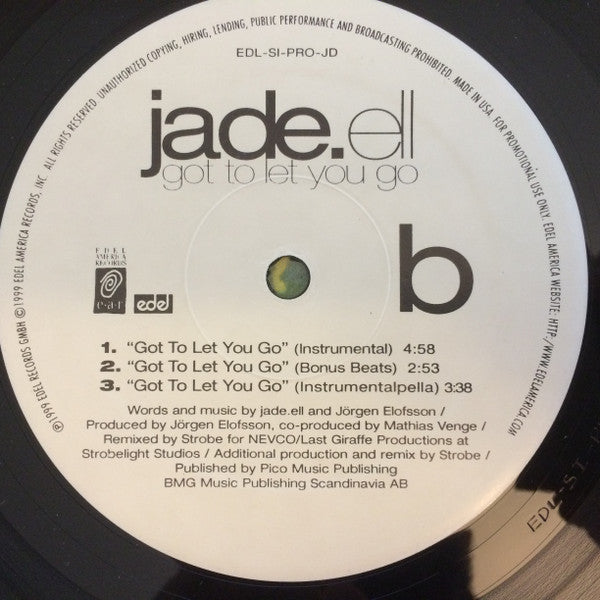 UNAUTHORIZED COPYING, HIRING, LENDING, PUBLIC PERFORMANCE AND BROADCASTING PROHIBITED. MADE IN USA. FOR PROMOTIONAL USE ONLY. EDEL AMERICA WEBSITE: HTTP://WWW.EDELAMERICA.COM
℗1999 EDEL RECORDS GMBH ©1999 EDEL AMERICA RECORDS, INC. ALL RIGHTS RESERVED.
EDL-SI-PRO-JD
jade.ell
got to let you go
b
EDEL
AMERICA
RECORDS
e·a·r
edel
1. “Got To Let You Go” (Instrumental) 4:58
2. “Got To Let You Go” (Bonus Beats) 2:53
3. “Got To Let You Go” (Instrumentalpella) 3:38
Words and music by jade.ell and Jörgen Elofsson /
Produced by Jörgen Elofsson, co-produced by Mathias Venge /
Remixed by Strobe for NEVCO/Last Giraffe Productions at
Strobelight Studios / Additional production and remix by Strobe /
Published by Pico Music Publishing
BMG Music Publishing Scandinavia AB
EDL-SI